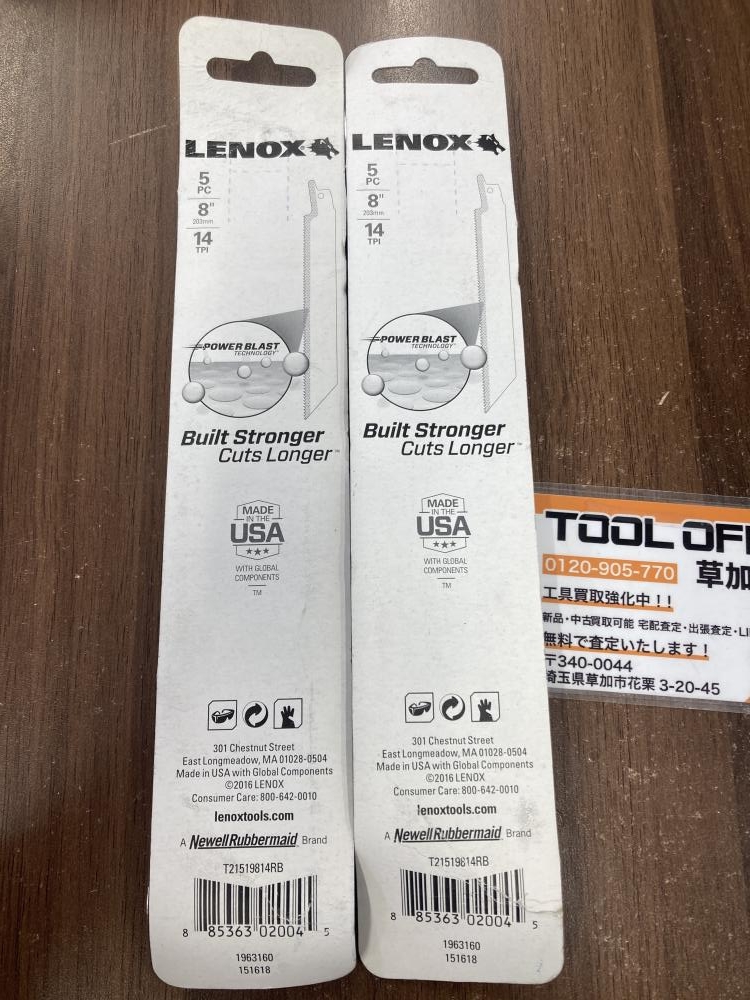 LENOX
5
PC
8"
203mm
14
TPI
POWER BLAST
TECHNOLOGY™
Built Stronger
Cuts Longer™
MADE
IN THE
USA
WITH GLOBAL
COMPONENTS
TM
301 Chestnut Street
East Longmeadow, MA 01028-0504
Made in USA with Global Components
©2016 LENOX
Consumer Care: 800-642-0010
lenoxtools.com
A NewellRubbermaid Brand
T21519814RB
8 85363 02004 5
1963160
151618
LENOX
5
PC
8"
203mm
14
TPI
POWER BLAST
TECHNOLOGY™
Built Stronger
Cuts Longer™
MADE
IN THE
USA
WITH GLOBAL
COMPONENTS
TM
301 Chestnut Street
East Longmeadow, MA 01028-0504
Made in USA with Global Components
©2016 LENOX
Consumer Care: 800-642-0010
lenoxtools.com
A NewellRubbermaid Brand
T21519814RB
8 85363 02004 5
1963160
151618
TOOL OF
0120-905-770 草加
工具買取強化中!!
新品・中古買取可能 宅配査定・出張査定・LI
無料で査定いたします!
〒340-0044
埼玉県草加市花栗 3-20-45